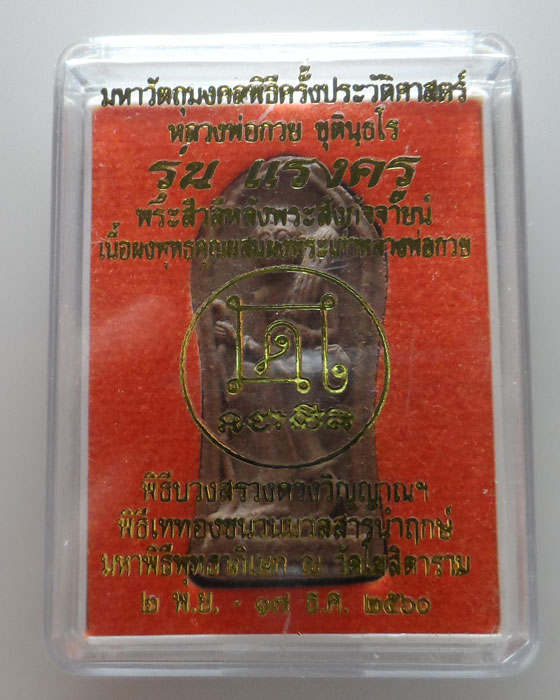 มหาวัตถุมงคลพิธีครั้งประวัติศาสตร์
หลวงพ่อกวย ชุตินฺธโร
รุ่น แรงครู
พระสีวลีหลังพระสังกัจจายน์
เนื้อผงพุทธคุณผสมผงพระเก่าหลวงพ่อกวย
พิธีบวงสรวงดวงวิญญาณฯ
พิธีเททองชนวนมวลสารนำฤกษ์
มหาพิธีพุทธาภิเษก ณ วัดโฆสิตาราม
๒ พ.ย. - ๑๗ ธ.ค. ๒๕๖๐